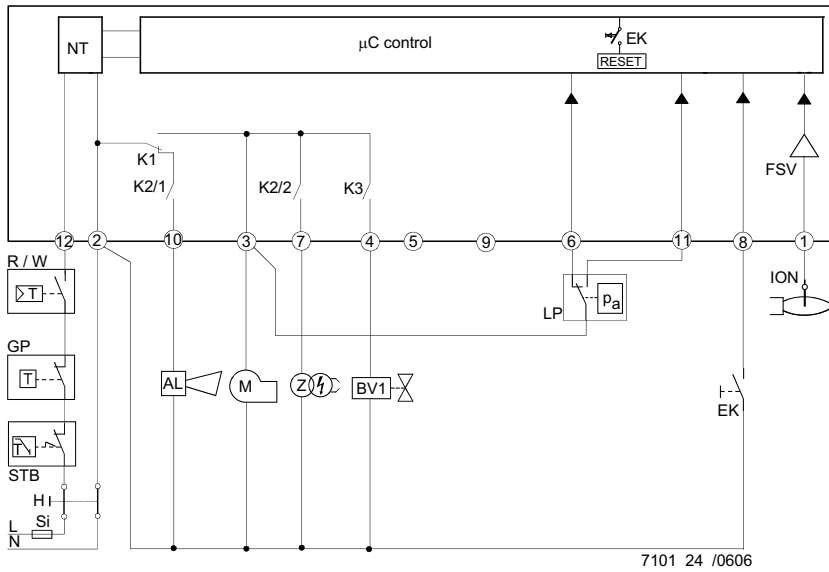 NT
µC control
EK
RESET
K1
K2/1
K2/2
K3
FSV
12
2
10
3
7
4
5
9
6
11
8
1
R / W
T
GP
T
STB
T
H
L
Si
N
AL
M
Z
BV1
LP
pa
ION
EK
7101 24 /0606